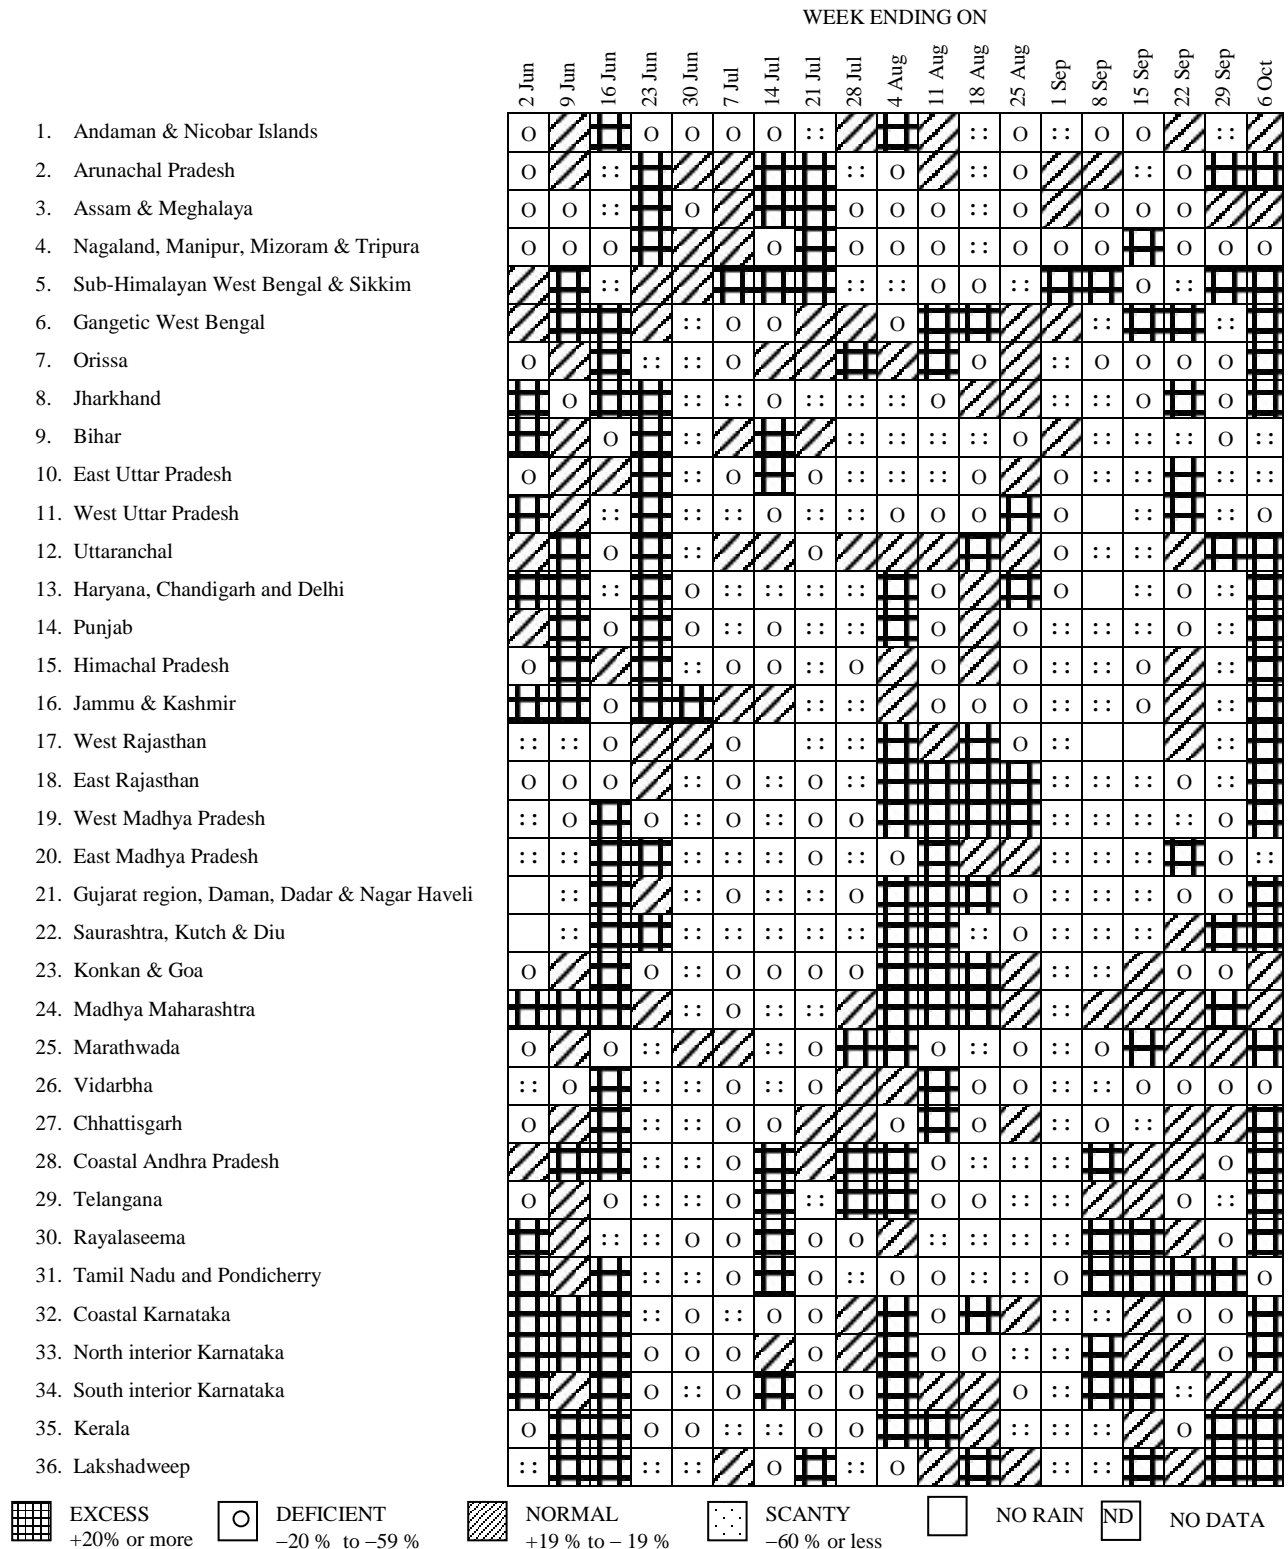 WEEK ENDING ON
2 Jun 9 Jun 16 Jun 23 Jun 30 Jun 7 Jul 14 Jul 21 Jul 28 Jul 4 Aug 11 Aug 18 Aug 25 Aug 1 Sep 8 Sep 15 Sep 22 Sep 29 Sep 6 Oct
1. Andaman & Nicobar Islands
2. Arunachal Pradesh
3. Assam & Meghalaya
4. Nagaland, Manipur, Mizoram & Tripura
5. Sub-Himalayan West Bengal & Sikkim
6. Gangetic West Bengal
7. Orissa
8. Jharkhand
9. Bihar
10. East Uttar Pradesh
11. West Uttar Pradesh
12. Uttaranchal
13. Haryana, Chandigarh and Delhi
14. Punjab
15. Himachal Pradesh
16. Jammu & Kashmir
17. West Rajasthan
18. East Rajasthan
19. West Madhya Pradesh
20. East Madhya Pradesh
21. Gujarat region, Daman, Dadar & Nagar Haveli
22. Saurashtra, Kutch & Diu
23. Konkan & Goa
24. Madhya Maharashtra
25. Marathwada
26. Vidarbha
27. Chhattisgarh
28. Coastal Andhra Pradesh
29. Telangana
30. Rayalaseema
31. Tamil Nadu and Pondicherry
32. Coastal Karnataka
33. North interior Karnataka
34. South interior Karnataka
35. Kerala
36. Lakshadweep
EXCESS O DEFICIENT NORMAL SCANTY NO RAIN ND NO DATA
+20% or more −20 % to −59 % +19 % to − 19 % −60 % or less